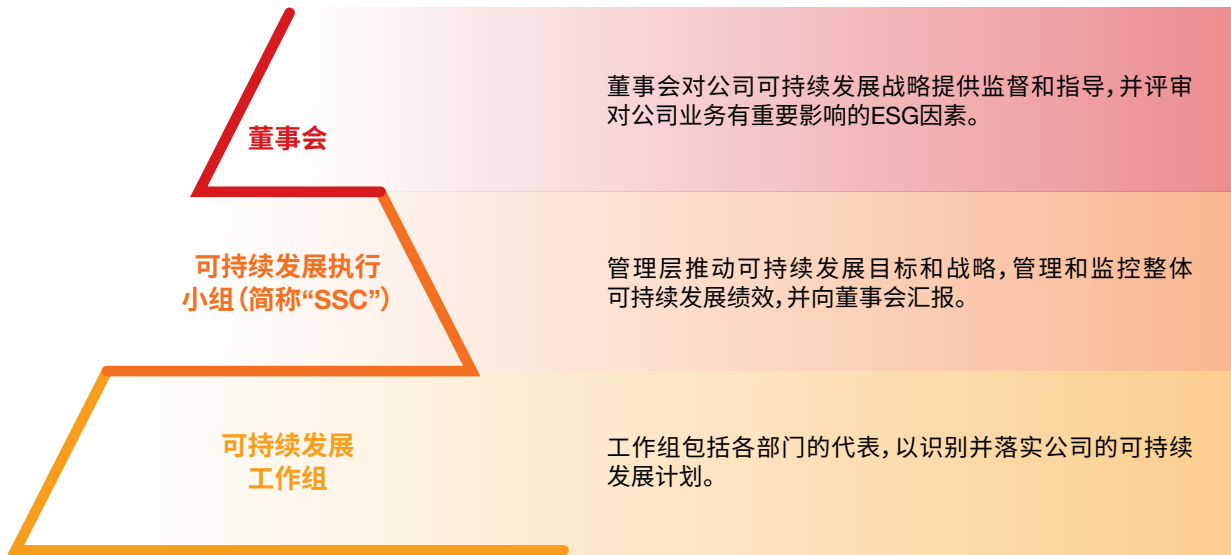 董事会
董事会对公司可持续发展战略提供监督和指导，并评审
对公司业务有重要影响的ESG因素。
可持续发展执行
小组（简称“SSC”）
管理层推动可持续发展目标和战略，管理和监控整体
可持续发展绩效，并向董事会汇报。
可持续发展
工作组
工作组包括各部门的代表，以识别并落实公司的可持续
发展计划。